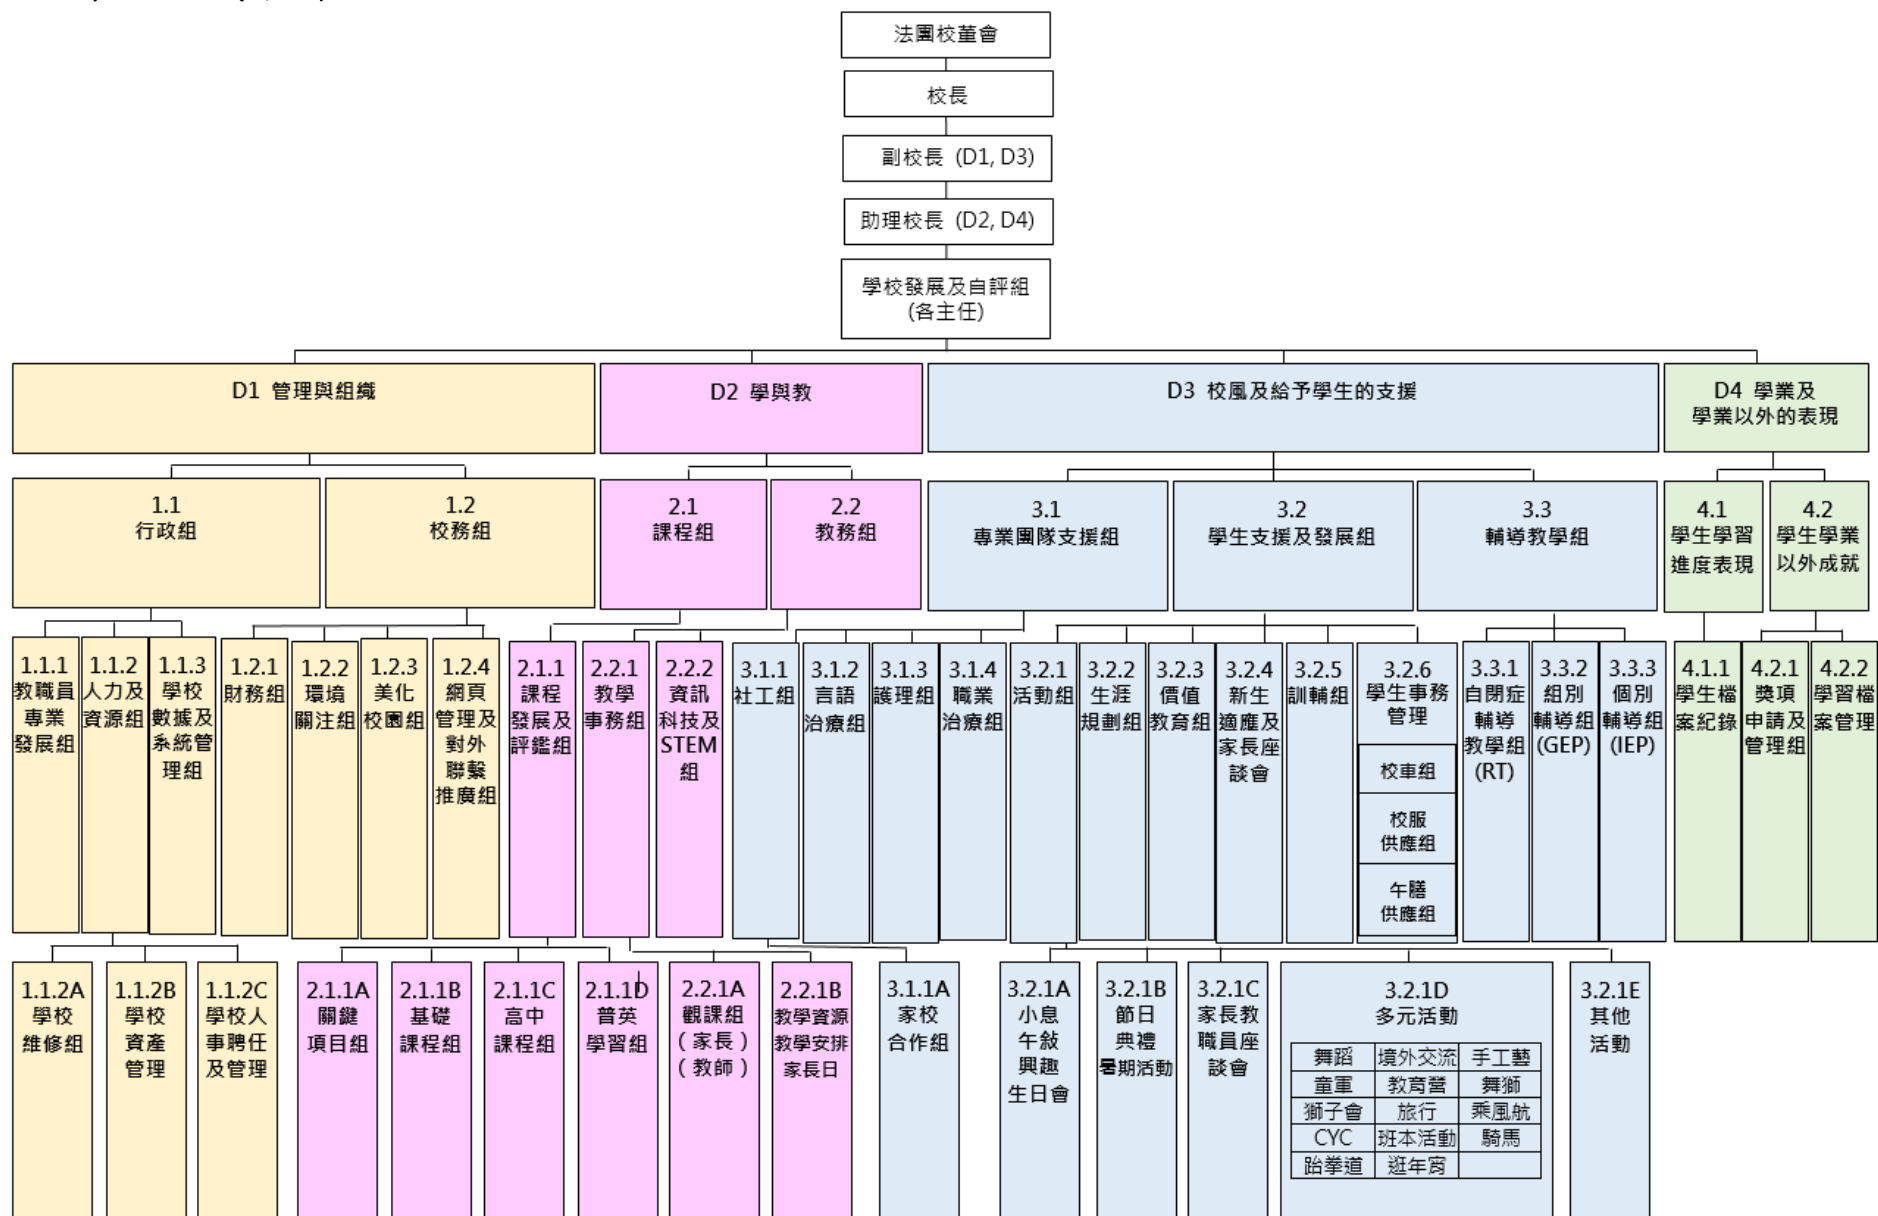 法團校董會
校長
副校長 (D1, D3)
助理校長 (D2, D4)
學校發展及自評組
(各主任)
D1 管理與組織
D2 學與教
D3 校風及給予學生的支援
D4 學業及
學業以外的表現
1.1
行政組
1.2
校務組
2.1
課程組
2.2
教務組
3.1
專業團隊支援組
3.2
學生支援及發展組
3.3
輔導教學組
4.1
學生學習
進度表現
4.2
學生學業
以外成就
1.1.1
教職員
專業
發展組
1.1.2
人力及
資源組
1.1.3
學校
數據及
系統管
理組
1.2.1
財務組
1.2.2
環境
關注組
1.2.3
美化
校園組
1.2.4
網頁
管理及
對外
聯繫
推廣組
2.1.1
課程
發展及
評鑑組
2.2.1
教學
事務組
2.2.2
資訊
科技及
STEM
組
3.1.1
社工組
3.1.2
言語
治療組
3.1.3
護理組
3.1.4
職業
治療組
3.2.1
活動組
3.2.2
生涯
規劃組
3.2.3
價值
教育組
3.2.4
新生
適應及
家長座
談會
3.2.5
訓輔組
3.2.6
學生事務
管理
校車組
校服
供應組
午膳
供應組
3.3.1
自閉症
輔導
教學組
(RT)
3.3.2
組別
輔導組
(GEP)
3.3.3
個別
輔導組
(IEP)
4.1.1
學生檔
案紀錄
4.2.1
獎項
申請及
管理組
4.2.2
學習檔
案管理
1.1.2A
學校
維修組
1.1.2B
學校
資產
管理
1.1.2C
學校人
事聘任
及管理
2.1.1A
關鍵
項目組
2.1.1B
基礎
課程組
2.1.1C
高中
課程組
2.1.1D
普英
學習組
2.2.1A
觀課組
(家長)
(教師)
2.2.1B
教學資源
教學安排
家長日
3.1.1A
家校
合作組
3.2.1A
小息
午敍
興趣
生日會
3.2.1B
節日
典禮
暑期活動
3.2.1C
家長教
職員座
談會
3.2.1D
多元活動
舞蹈 境外交流 手工藝
童軍 教育營 舞獅
獅子會 旅行 乘風航
CYC 班本活動 騎馬
跆拳道 逛年宵
3.2.1E
其他
活動